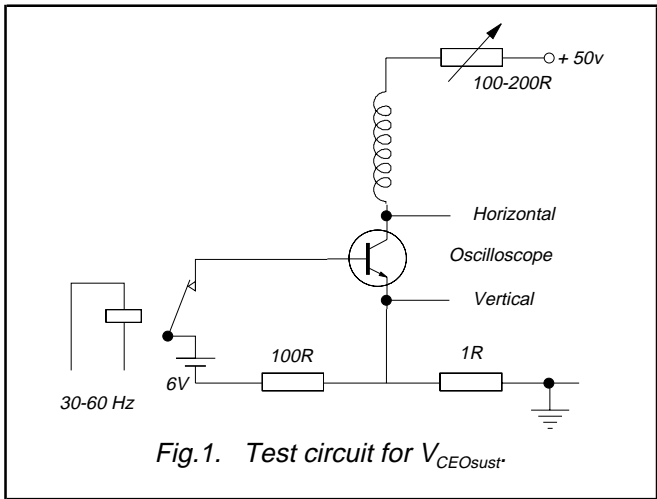 + 50v
100-200R
Horizontal
Oscilloscope
Vertical
100R
1R
6V
30-60 Hz
Fig.1. Test circuit for VCEOsust.